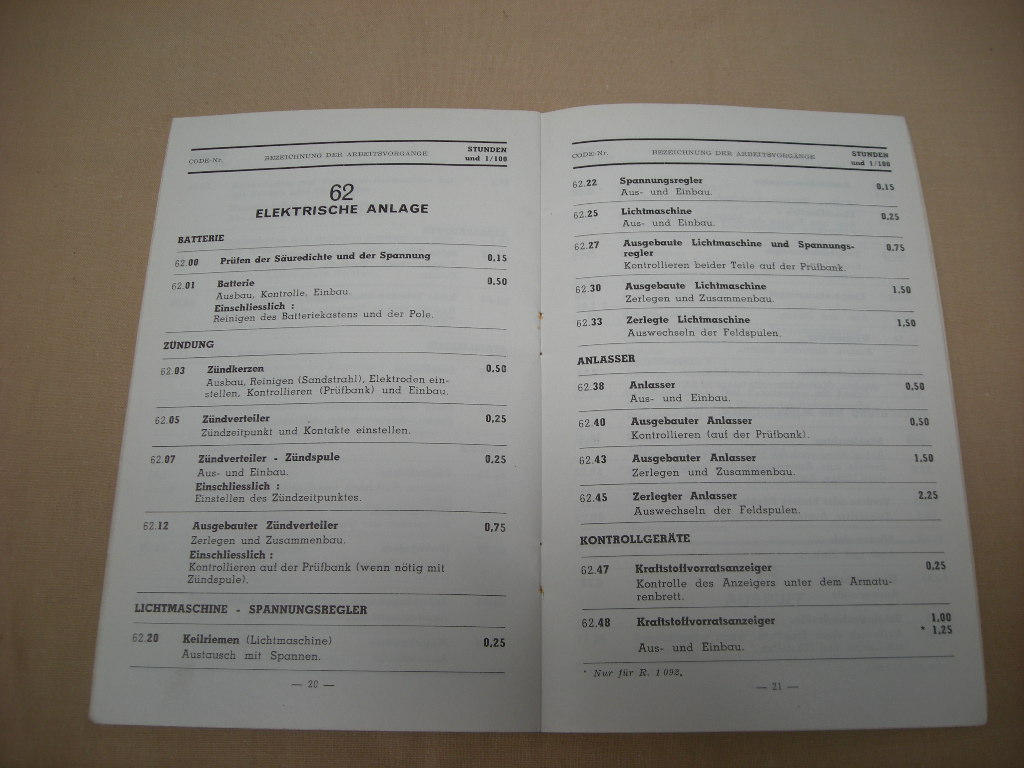 CODE-Nr. BEZEICHNUNG DER ARBEITSVORGÄNGE STUNDEN und 1/100
62
ELEKTRISCHE ANLAGE
BATTERIE
62.00 Prüfen der Säuredichte und der Spannung 0,15
62.01 Batterie 0,50
Ausbau, Kontrolle, Einbau.
Einschliesslich :
Reinigen des Batteriekastens und der Pole.
ZÜNDUNG
62.03 Zündkerzen 0,50
Ausbau, Reinigen (Sandstrahl), Elektroden ein-
stellen, Kontrollieren (Prüfbank) und Einbau.
62.05 Zündverteiler 0,25
Zündzeitpunkt und Kontakte einstellen.
62.07 Zündverteiler - Zündspule 0,25
Aus- und Einbau.
Einschliesslich :
Einstellen des Zündzeitpunktes.
62.12 Ausgebauter Zündverteiler 0,75
Zerlegen und Zusammenbau.
Einschliesslich :
Kontrollieren auf der Prüfbank (wenn nötig mit
Zündspule).
LICHTMASCHINE - SPANNUNGSREGLER
62.20 Keilriemen (Lichtmaschine) 0,25
Austausch mit Spannen.
— 20 —
CODE-Nr. BEZEICHNUNG DER ARBEITSVORGÄNGE STUNDEN und 1/100
62.22 Spannungsregler 0,15
Aus- und Einbau.
62.25 Lichtmaschine 0,25
Aus- und Einbau.
62.27 Ausgebaute Lichtmaschine und Spannungs- 0,75
regler
Kontrollieren beider Teile auf der Prüfbank.
62.30 Ausgebaute Lichtmaschine 1,50
Zerlegen und Zusammenbau.
62.33 Zerlegte Lichtmaschine 1,50
Auswechseln der Feldspulen.
ANLASSER
62.38 Anlasser 0,50
Aus- und Einbau.
62.40 Ausgebauter Anlasser 0,50
Kontrollieren (auf der Prüfbank).
62.43 Ausgebauter Anlasser 1,50
Zerlegen und Zusammenbau.
62.45 Zerlegter Anlasser 2,25
Auswechseln der Feldspulen.
KONTROLLGERÄTE
62.47 Kraftstoffvorratsanzeiger 0,25
Kontrolle des Anzeigers unter dem Armatu-
renbrett.
62.48 Kraftstoffvorratsanzeiger 1,00
* 1,25
Aus- und Einbau.
* Nur für R. 1092.
— 21 —